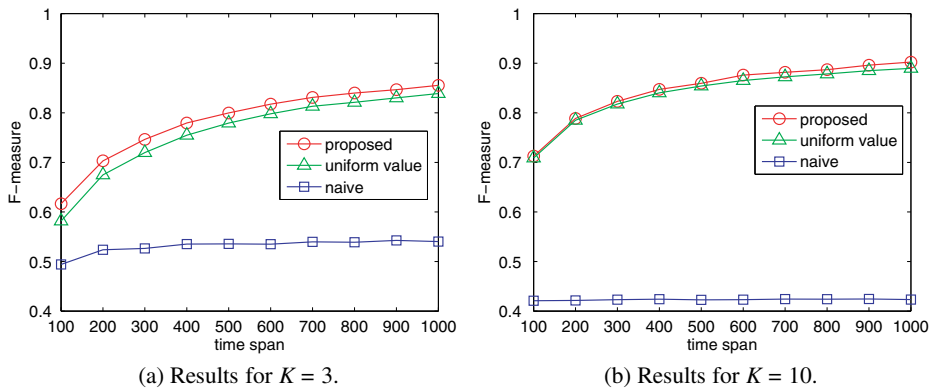 1
0.9
0.8
0.7
0.6
0.5
0.4
F−measure
100 200 300 400 500 600 700 800 900 1000
time span
proposed
uniform value
naive
(a) Results for K = 3.
1
0.9
0.8
0.7
0.6
0.5
0.4
F−measure
100 200 300 400 500 600 700 800 900 1000
time span
proposed
uniform value
naive
(b) Results for K = 10.